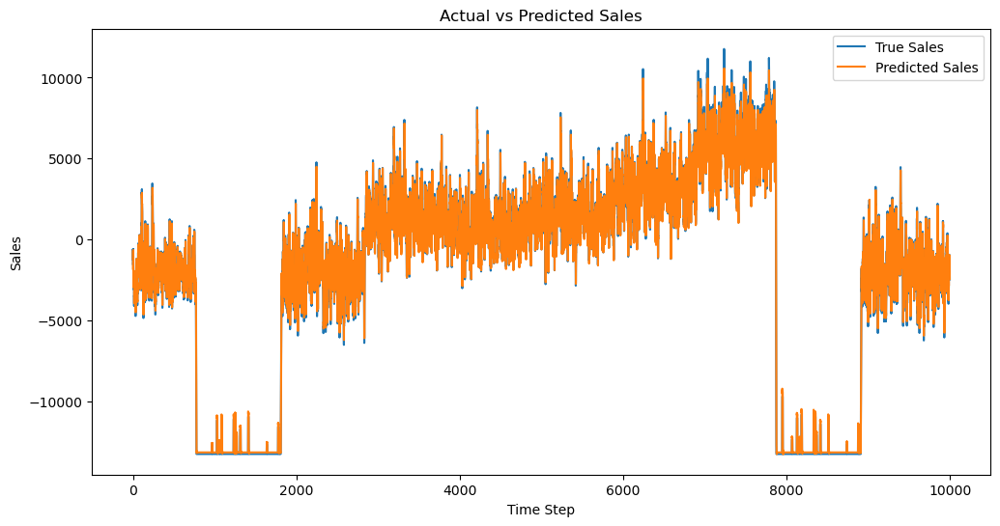 Actual vs Predicted Sales
True Sales
Predicted Sales
10000
5000
0
−5000
−10000
Sales
0
2000
4000
6000
8000
10000
Time Step